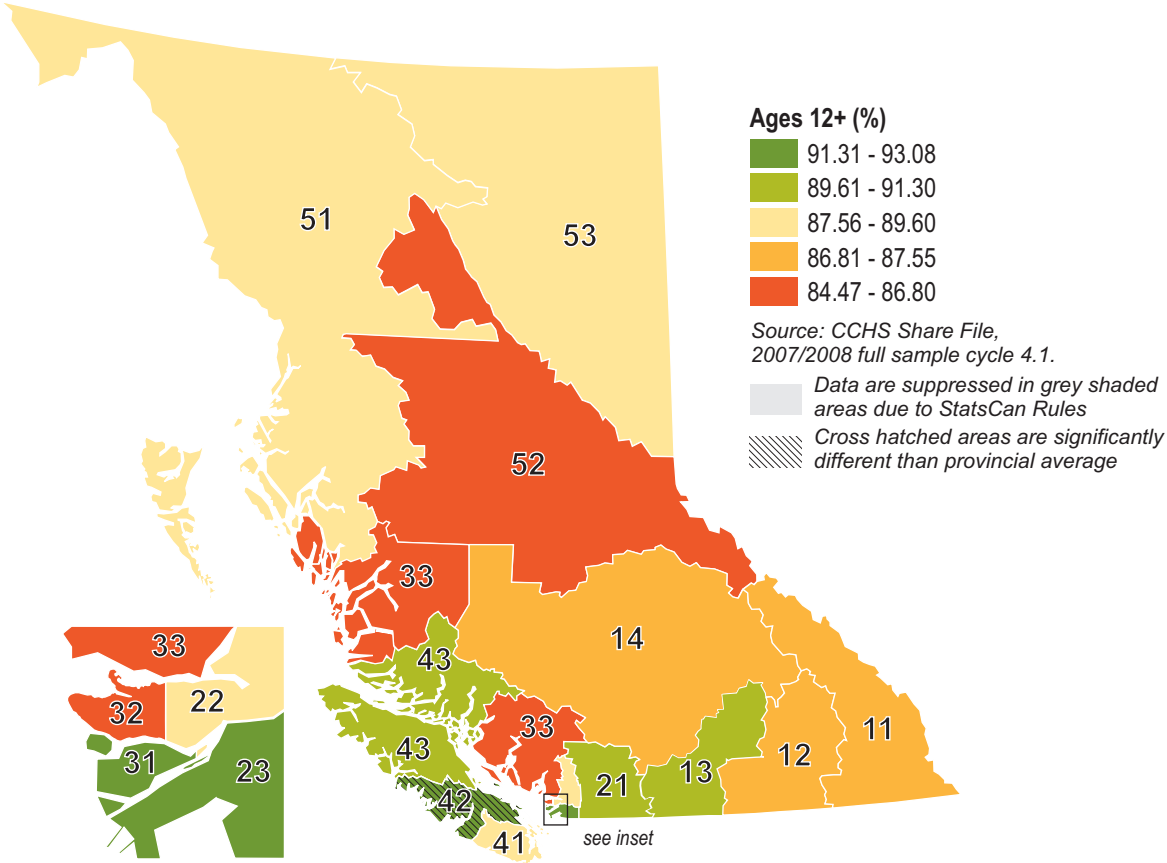 Ages 12+ (%)
91.31 - 93.08
89.61 - 91.30
87.56 - 89.60
86.81 - 87.55
84.47 - 86.80
Source: CCHS Share File,
2007/2008 full sample cycle 4.1.
Data are suppressed in grey shaded
areas due to StatsCan Rules
Cross hatched areas are significantly
different than provincial average
51
53
52
33
14
43
33
11
12
43
13
21
42
41
see inset
33
22
32
31
23